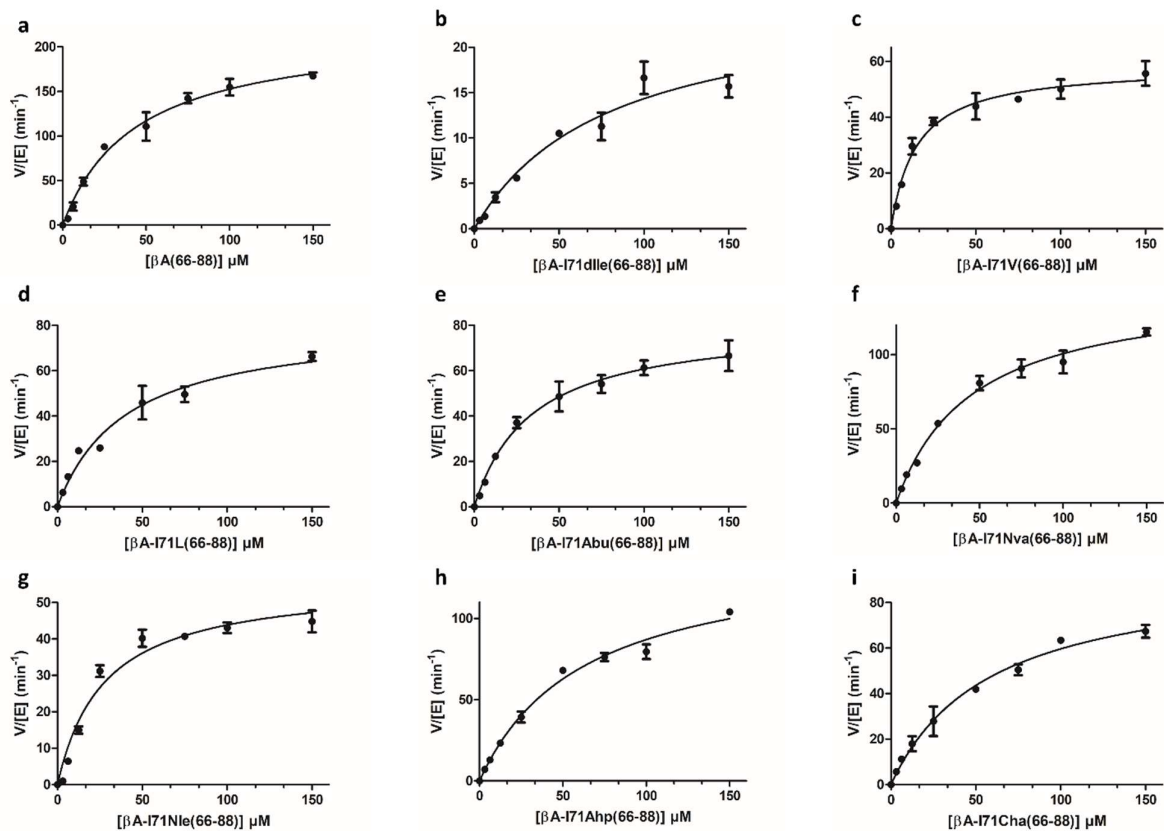 a
b
c
200
150
100
50
0
V/[E] (min⁻¹)
0 50 100 150
[βA(66-88)] µM
20
15
10
5
0
V/[E] (min⁻¹)
0 50 100 150
[βA-I71dIle(66-88)] µM
60
40
20
0
V/[E] (min⁻¹)
0 50 100 150
[βA-I71V(66-88)] µM
d
e
f
80
60
40
20
0
V/[E] (min⁻¹)
0 50 100 150
[βA-I71L(66-88)] µM
80
60
40
20
0
V/[E] (min⁻¹)
0 50 100 150
[βA-I71Abu(66-88)] µM
100
50
0
V/[E] (min⁻¹)
0 50 100 150
[βA-I71Nva(66-88)] µM
g
h
i
50
40
30
20
10
0
V/[E] (min⁻¹)
0 50 100 150
[βA-I71Nle(66-88)] µM
100
50
0
V/[E] (min⁻¹)
0 50 100 150
[βA-I71Ahp(66-88)] µM
80
60
40
20
0
V/[E] (min⁻¹)
0 50 100 150
[βA-I71Cha(66-88)] µM